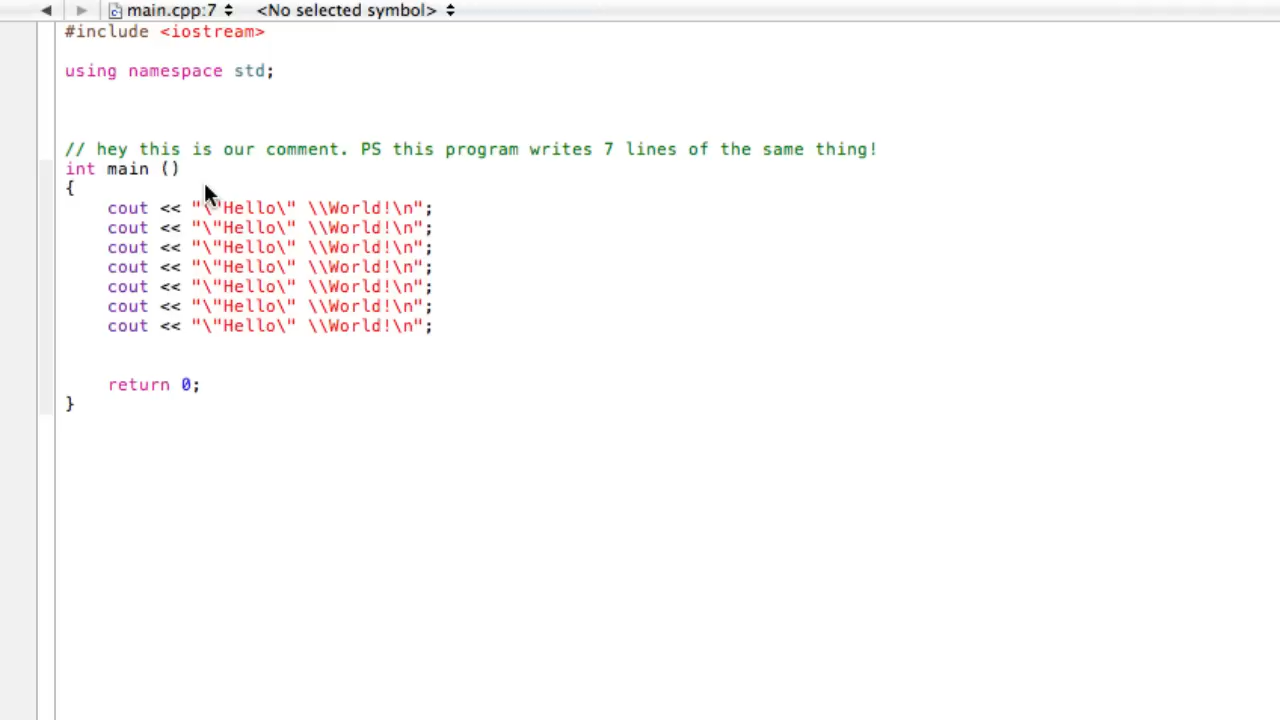 main.cpp:7 <No selected symbol>
#include <iostream>
using namespace std;
// hey this is our comment. PS this program writes 7 lines of the same thing!
int main ()
{
cout << "\"Hello\" \\World!\n";
cout << "\"Hello\" \\World!\n";
cout << "\"Hello\" \\World!\n";
cout << "\"Hello\" \\World!\n";
cout << "\"Hello\" \\World!\n";
cout << "\"Hello\" \\World!\n";
cout << "\"Hello\" \\World!\n";
return 0;
}